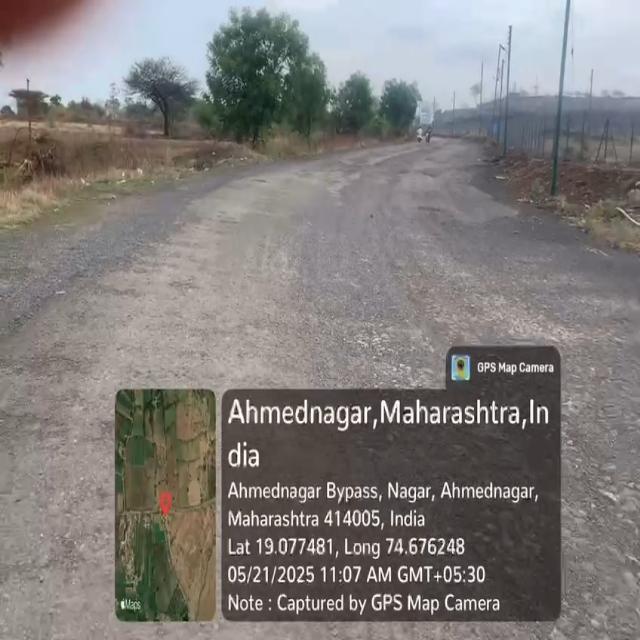 GPS Map Camera
Ahmednagar,Maharashtra,In
dia
Ahmednagar Bypass, Nagar, Ahmednagar,
Maharashtra 414005, India
Lat 19.077481, Long 74.676248
05/21/2025 11:07 AM GMT+05:30
Note : Captured by GPS Map Camera
Maps